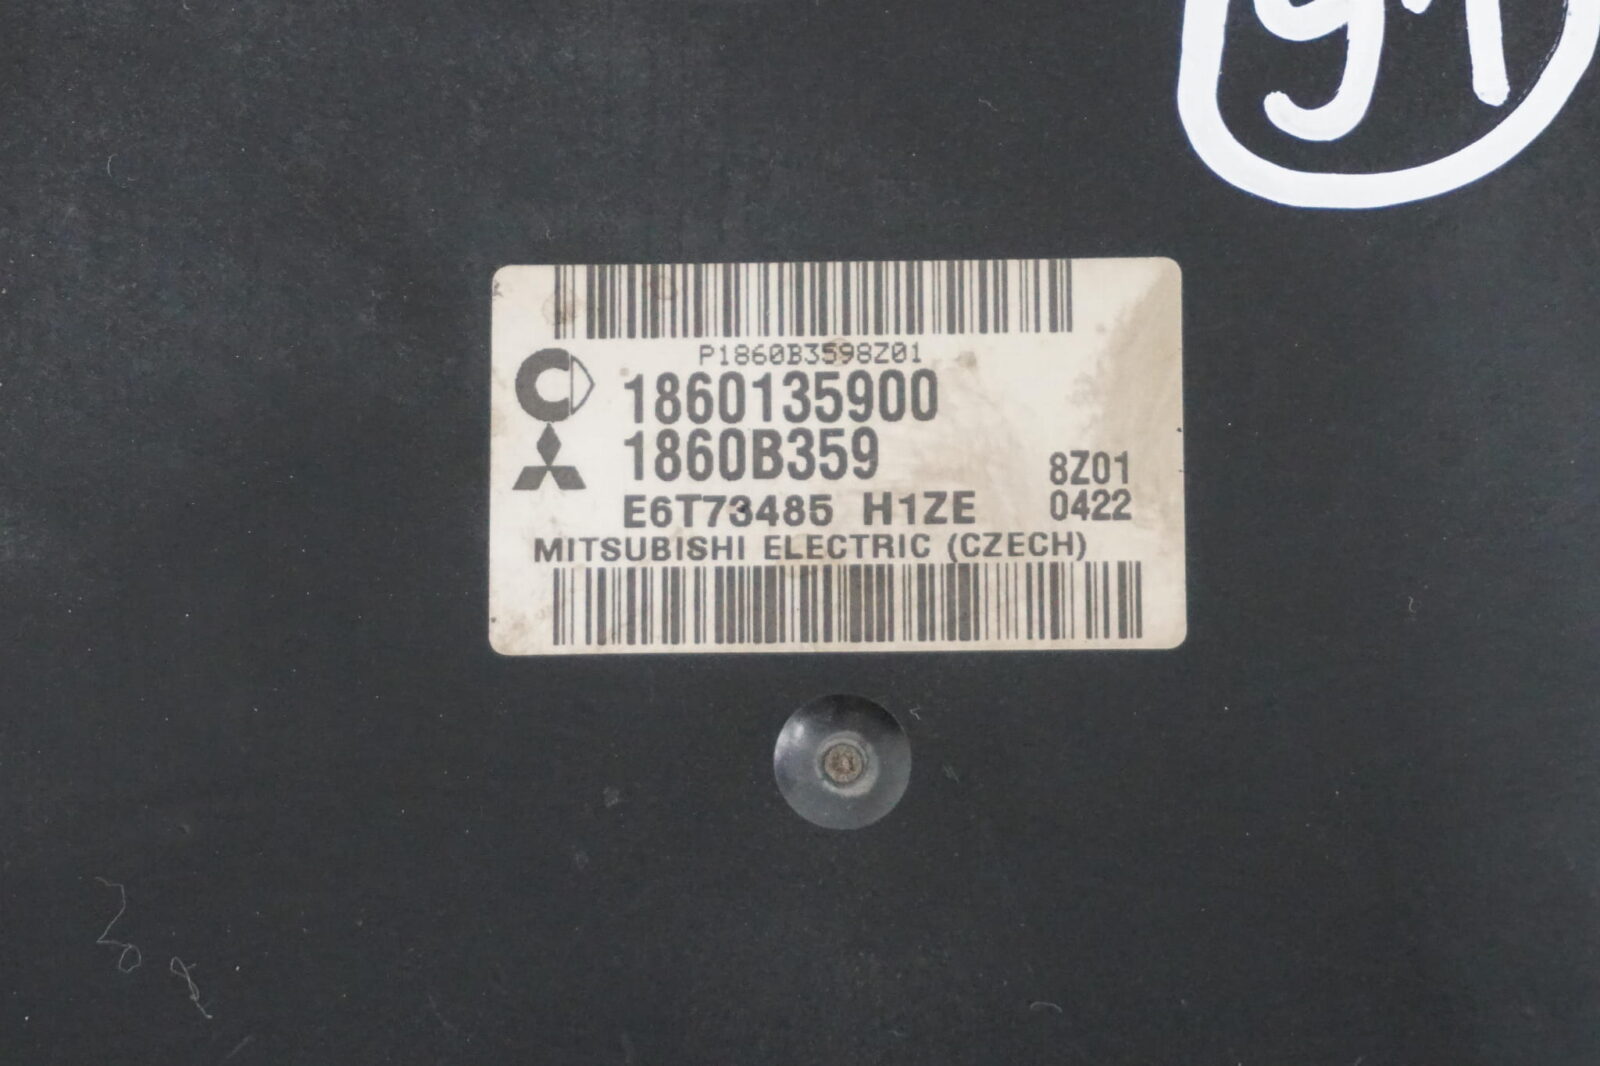 P1860B3598Z01
1860135900
1860B359
8Z01
E6T73485 H1ZE
0422
MITSUBISHI ELECTRIC (CZECH)